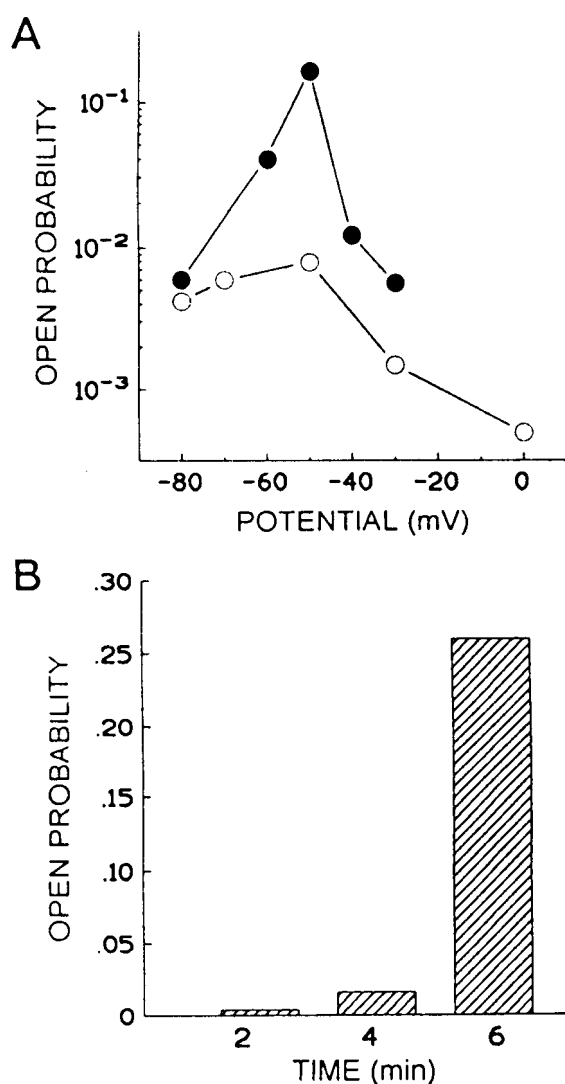 A
OPEN PROBABILITY
10-1
10-2
10-3
-80 -60 -40 -20 0
POTENTIAL (mV)
B
OPEN PROBABILITY
.30
.25
.20
.15
.10
.05
0
2 4 6
TIME (min)